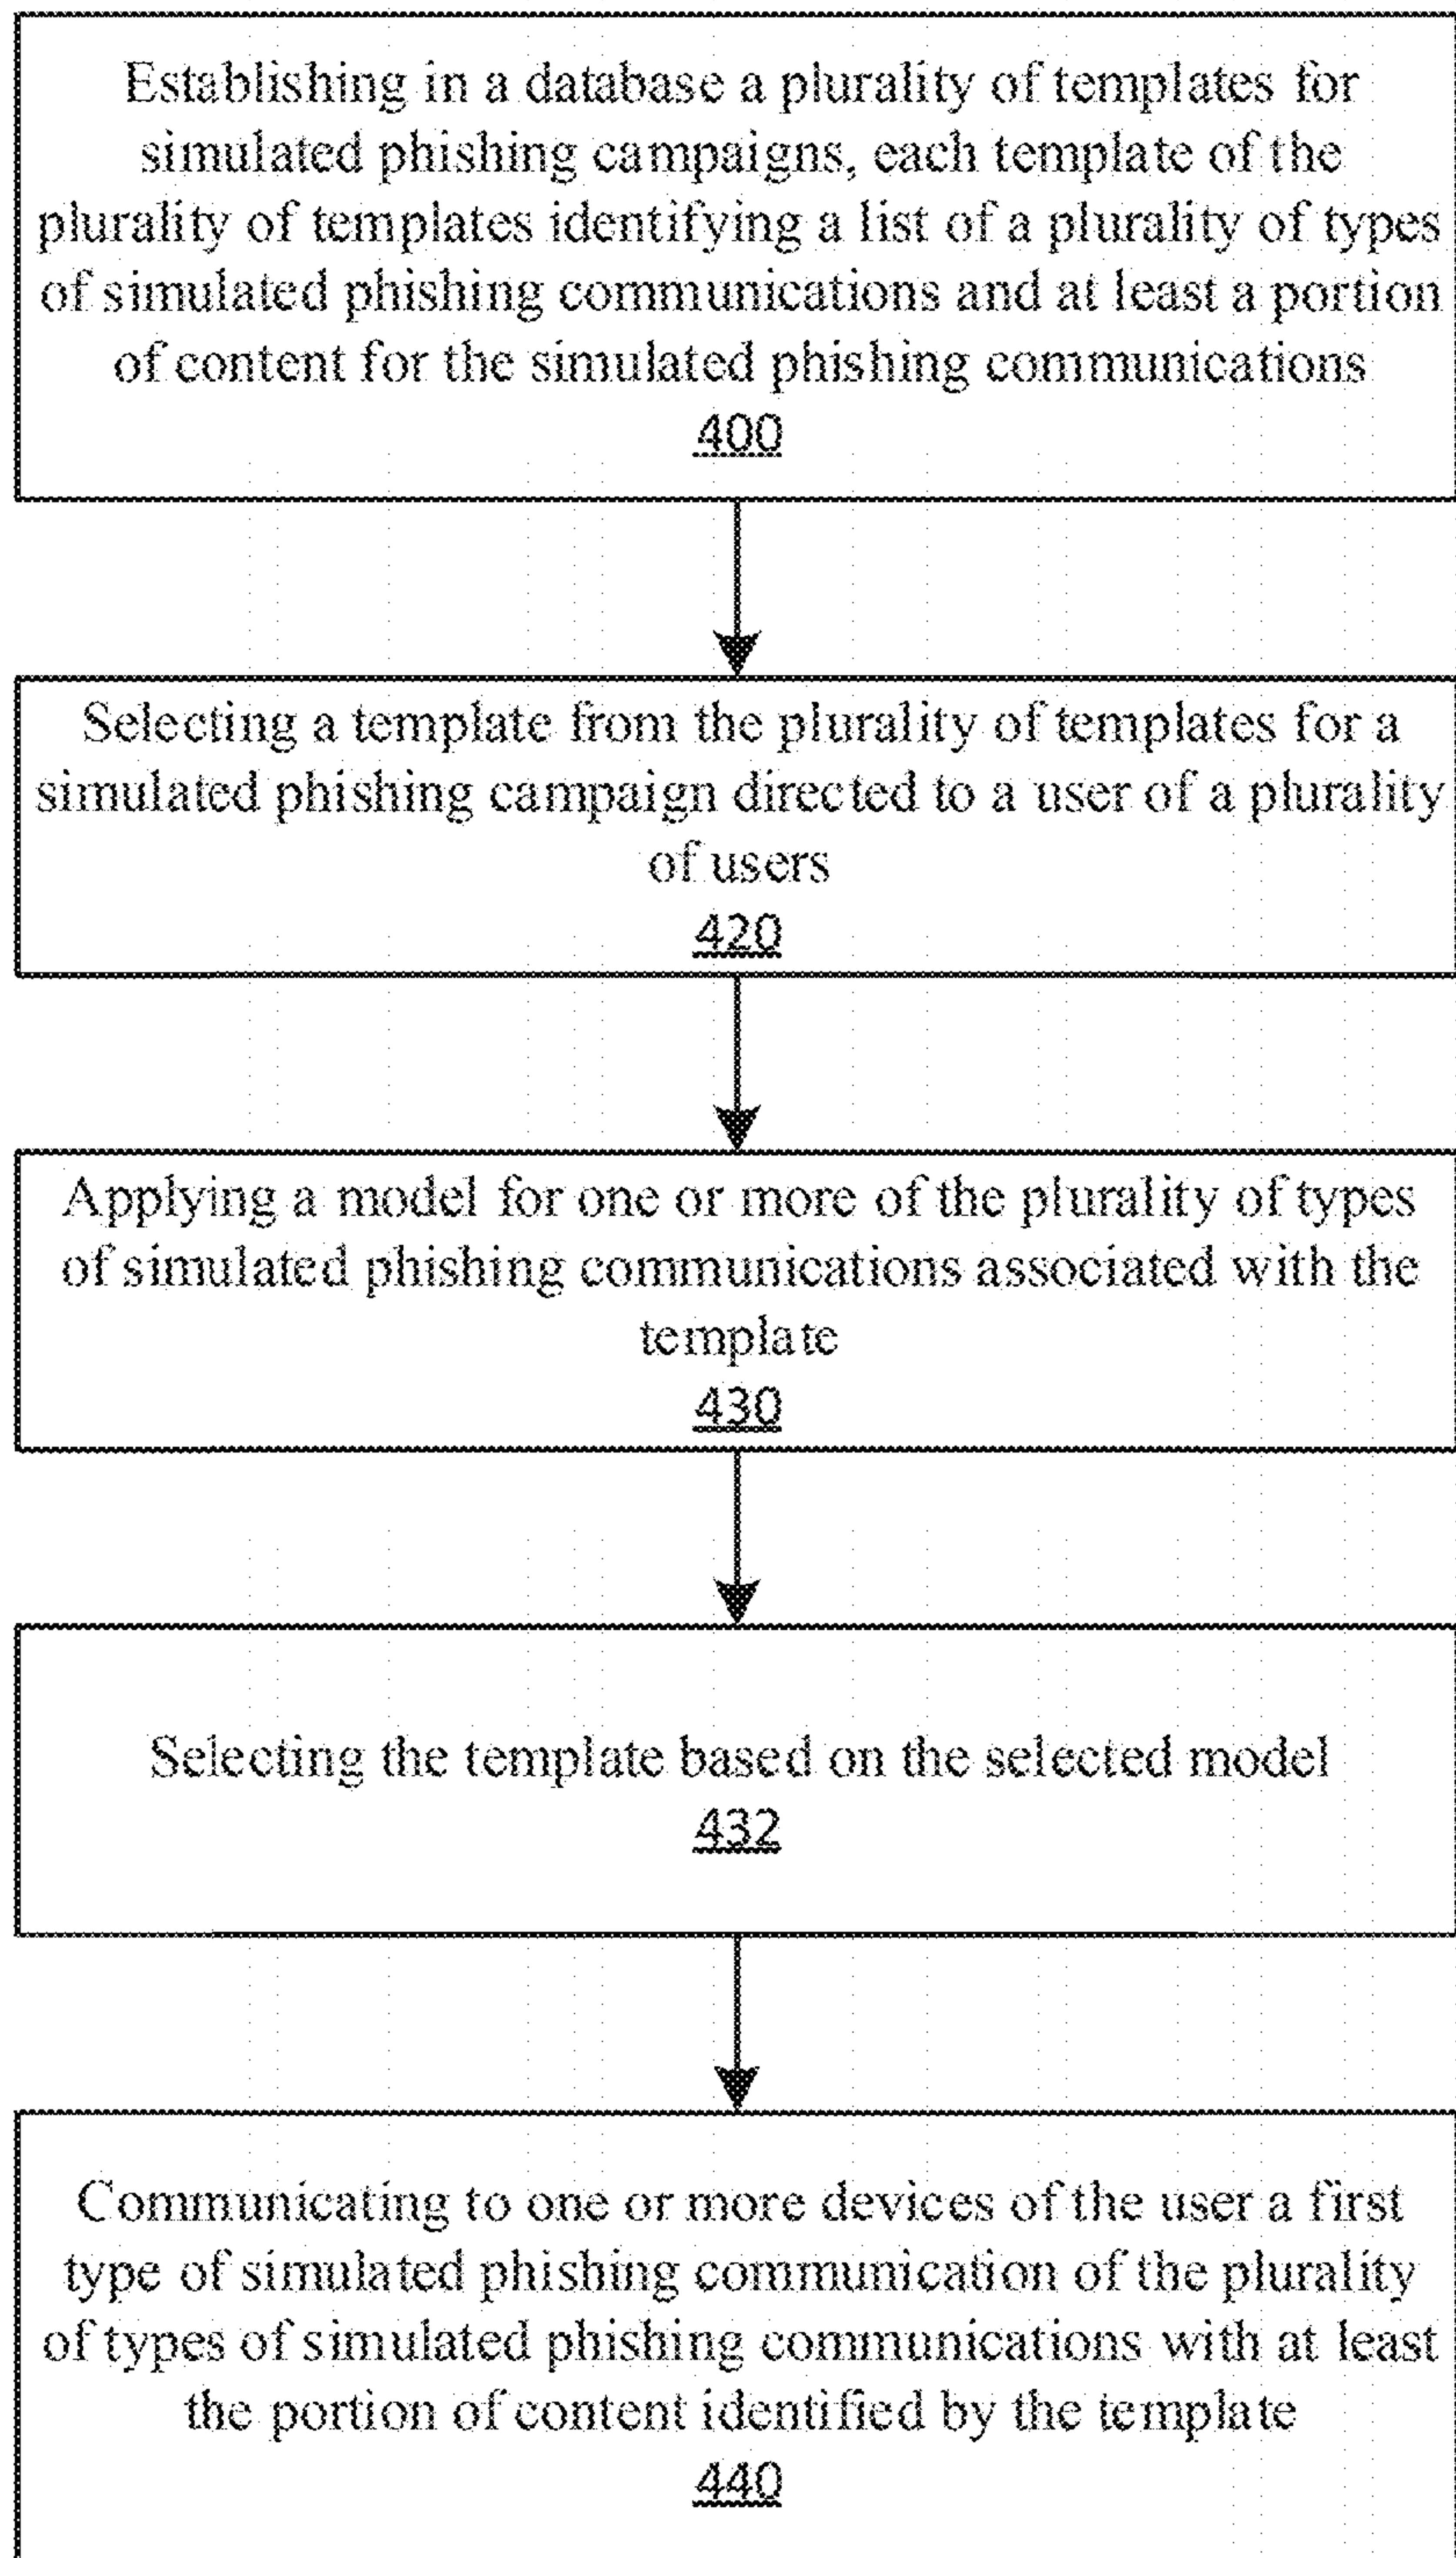 Establishing in a database a plurality of templates for
simulated phishing campaigns, each template of the
plurality of templates identifying a list of a plurality of types
of simulated phishing communications and at least a portion
of content for the simulated phishing communications
400
Selecting a template from the plurality of templates for a
simulated phishing campaign directed to a user of a plurality
of users
420
Applying a model for one or more of the plurality of types
of simulated phishing communications associated with the
template
430
Selecting the template based on the selected model
432
Communicating to one or more devices of the user a first
type of simulated phishing communication of the plurality
of types of simulated phishing communications with at least
the portion of content identified by the template
440